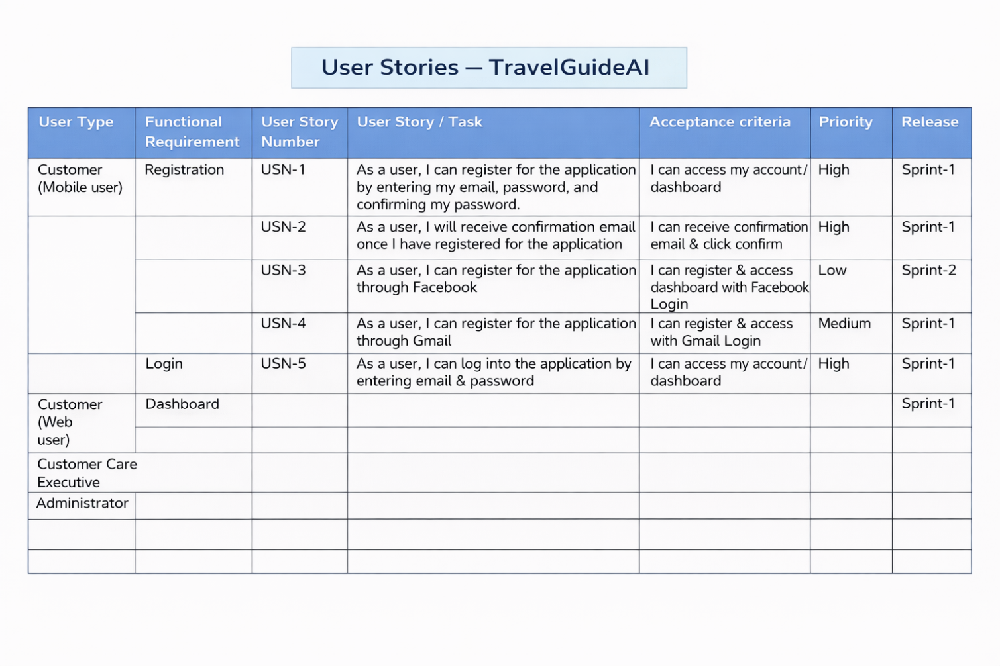 User Stories — TravelGuideAI
User Type
Functional
Requirement
User Story
Number
User Story / Task
Acceptance criteria
Priority
Release
Customer
(Mobile user)
Registration
USN-1
As a user, I can register for the application
by entering my email, password, and
confirming my password.
I can access my account/
dashboard
High
Sprint-1
USN-2
As a user, I will receive confirmation email
once I have registered for the application
I can receive confirmation
email & click confirm
High
Sprint-1
USN-3
As a user, I can register for the application
through Facebook
I can register & access
dashboard with Facebook
Login
Low
Sprint-2
USN-4
As a user, I can register for the application
through Gmail
I can register & access
with Gmail Login
Medium
Sprint-1
Login
USN-5
As a user, I can log into the application by
entering email & password
I can access my account/
dashboard
High
Sprint-1
Customer
(Web
user)
Dashboard
Sprint-1
Customer Care
Executive
Administrator